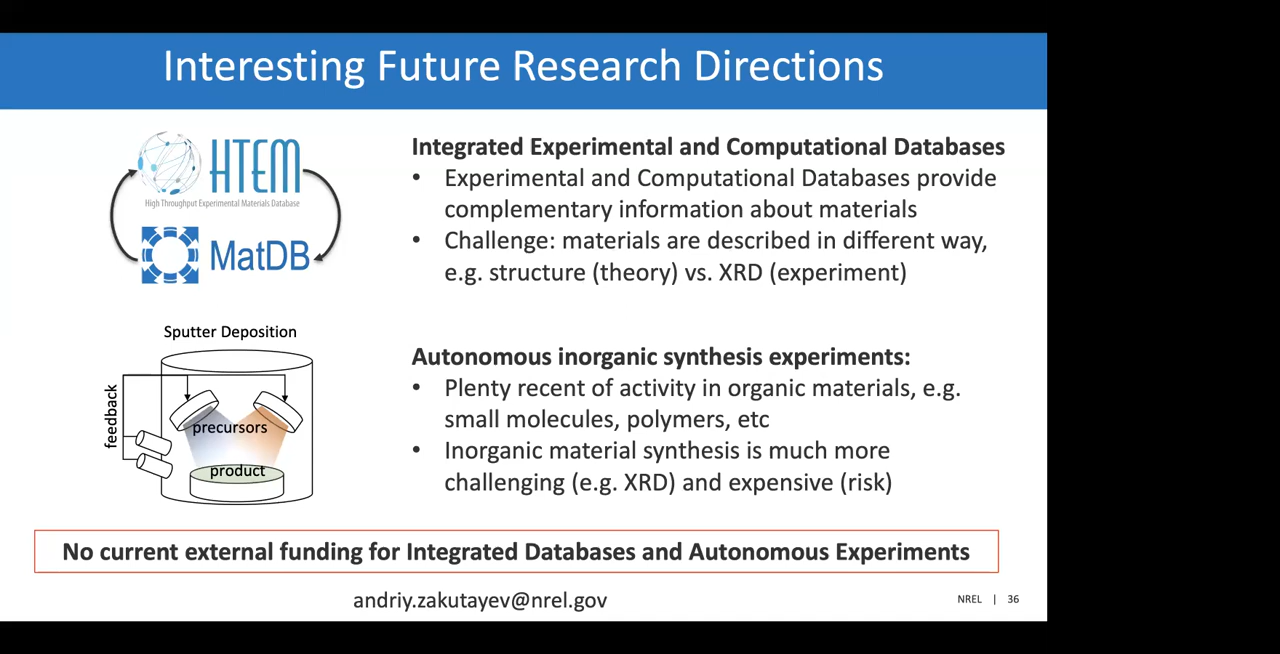 Interesting Future Research Directions
HTEM
High Throughput Experimental Materials Database
MatDB
Integrated Experimental and Computational Databases
• Experimental and Computational Databases provide
complementary information about materials
• Challenge: materials are described in different way,
e.g. structure (theory) vs. XRD (experiment)
Sputter Deposition
feedback
precursors
product
Autonomous inorganic synthesis experiments:
• Plenty recent of activity in organic materials, e.g.
small molecules, polymers, etc
• Inorganic material synthesis is much more
challenging (e.g. XRD) and expensive (risk)
No current external funding for Integrated Databases and Autonomous Experiments
andriy.zakutayev@nrel.gov
NREL | 36